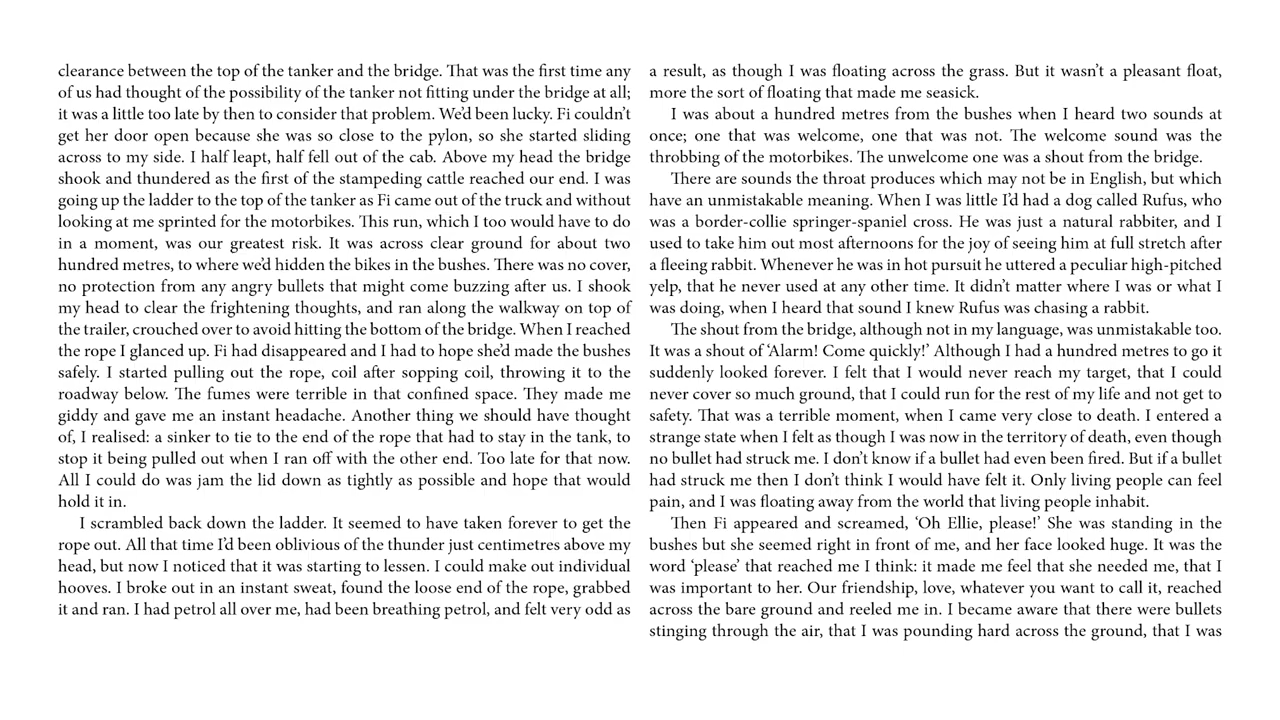 clearance between the top of the tanker and the bridge. That was the first time any
of us had thought of the possibility of the tanker not fitting under the bridge at all;
it was a little too late by then to consider that problem. We’d been lucky. Fi couldn’t
get her door open because she was so close to the pylon, so she started sliding
across to my side. I half leapt, half fell out of the cab. Above my head the bridge
shook and thundered as the first of the stampeding cattle reached our end. I was
going up the ladder to the top of the tanker as Fi came out of the truck and without
looking at me sprinted for the motorbikes. This run, which I too would have to do
in a moment, was our greatest risk. It was across clear ground for about two
hundred metres, to where we’d hidden the bikes in the bushes. There was no cover,
no protection from any angry bullets that might come buzzing after us. I shook
my head to clear the frightening thoughts, and ran along the walkway on top of
the trailer, crouched over to avoid hitting the bottom of the bridge. When I reached
the rope I glanced up. Fi had disappeared and I had to hope she’d made the bushes
safely. I started pulling out the rope, coil after sopping coil, throwing it to the
roadway below. The fumes were terrible in that confined space. They made me
giddy and gave me an instant headache. Another thing we should have thought
of, I realised: a sinker to tie to the end of the rope that had to stay in the tank, to
stop it being pulled out when I ran off with the other end. Too late for that now.
All I could do was jam the lid down as tightly as possible and hope that would
hold it in.
I scrambled back down the ladder. It seemed to have taken forever to get the
rope out. All that time I’d been oblivious of the thunder just centimetres above my
head, but now I noticed that it was starting to lessen. I could make out individual
hooves. I broke out in an instant sweat, found the loose end of the rope, grabbed
it and ran. I had petrol all over me, had been breathing petrol, and felt very odd as
a result, as though I was floating across the grass. But it wasn’t a pleasant float,
more the sort of floating that made me seasick.
I was about a hundred metres from the bushes when I heard two sounds at
once; one that was welcome, one that was not. The welcome sound was the
throbbing of the motorbikes. The unwelcome one was a shout from the bridge.
There are sounds the throat produces which may not be in English, but which
have an unmistakable meaning. When I was little I’d had a dog called Rufus, who
was a border-collie springer-spaniel cross. He was just a natural rabbiter, and I
used to take him out most afternoons for the joy of seeing him at full stretch after
a fleeing rabbit. Whenever he was in hot pursuit he uttered a peculiar high-pitched
yelp, that he never used at any other time. It didn’t matter where I was or what I
was doing, when I heard that sound I knew Rufus was chasing a rabbit.
The shout from the bridge, although not in my language, was unmistakable too.
It was a shout of ‘Alarm! Come quickly!’ Although I had a hundred metres to go it
suddenly looked forever. I felt that I would never reach my target, that I could
never cover so much ground, that I could run for the rest of my life and not get to
safety. That was a terrible moment, when I came very close to death. I entered a
strange state when I felt as though I was now in the territory of death, even though
no bullet had struck me. I don’t know if a bullet had even been fired. But if a bullet
had struck me then I don’t think I would have felt it. Only living people can feel
pain, and I was floating away from the world that living people inhabit.
Then Fi appeared and screamed, ‘Oh Ellie, please!’ She was standing in the
bushes but she seemed right in front of me, and her face looked huge. It was the
word ‘please’ that reached me I think: it made me feel that she needed me, that I
was important to her. Our friendship, love, whatever you want to call it, reached
across the bare ground and reeled me in. I became aware that there were bullets
stinging through the air, that I was pounding hard across the ground, that I was